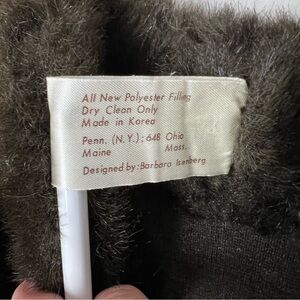 All New Polyester Filling
Dry Clean Only
Made in Korea
Penn. (N.Y.); 648 Ohio
Maine Mass.
Designed by: Barbara Isenberg